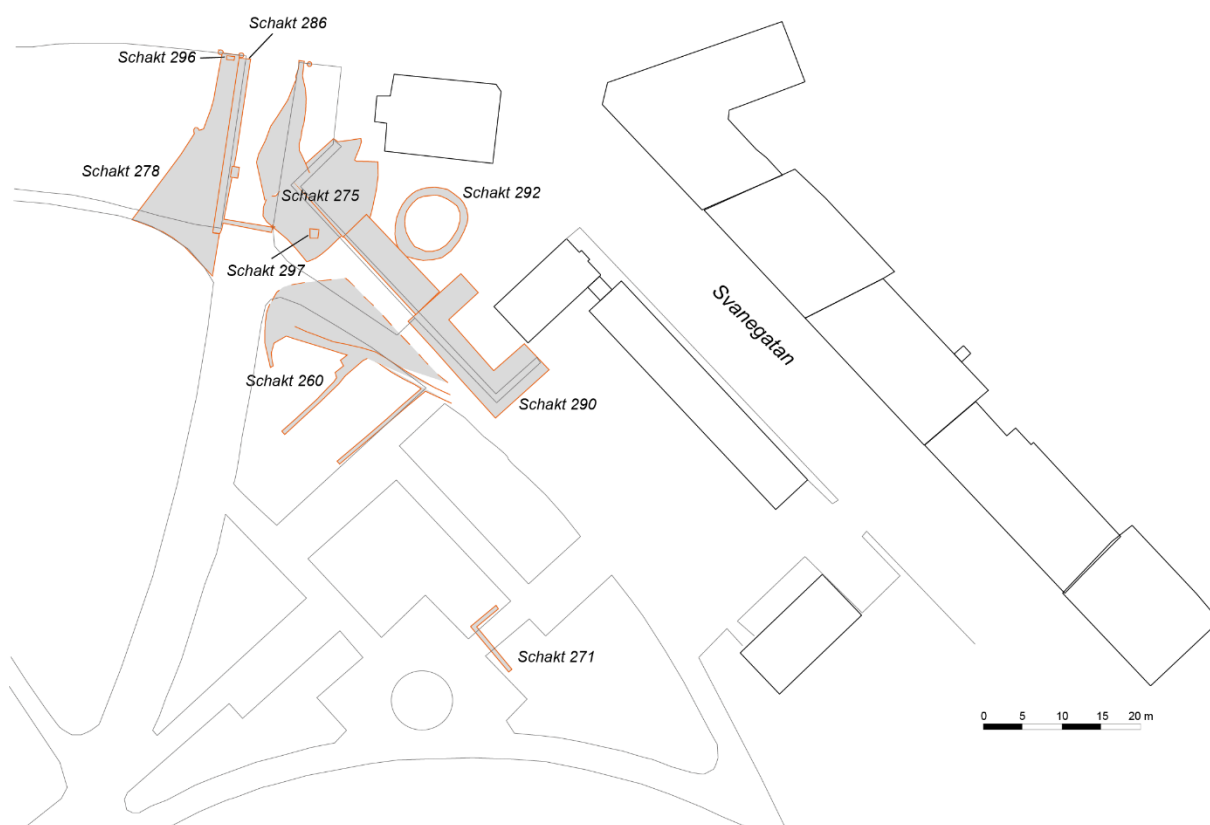 Schakt 286
Schakt 296
Schakt 278
Schakt 275
Schakt 292
Schakt 297
Svanegatan
Schakt 260
Schakt 290
Schakt 271
0 5 10 15 20 m